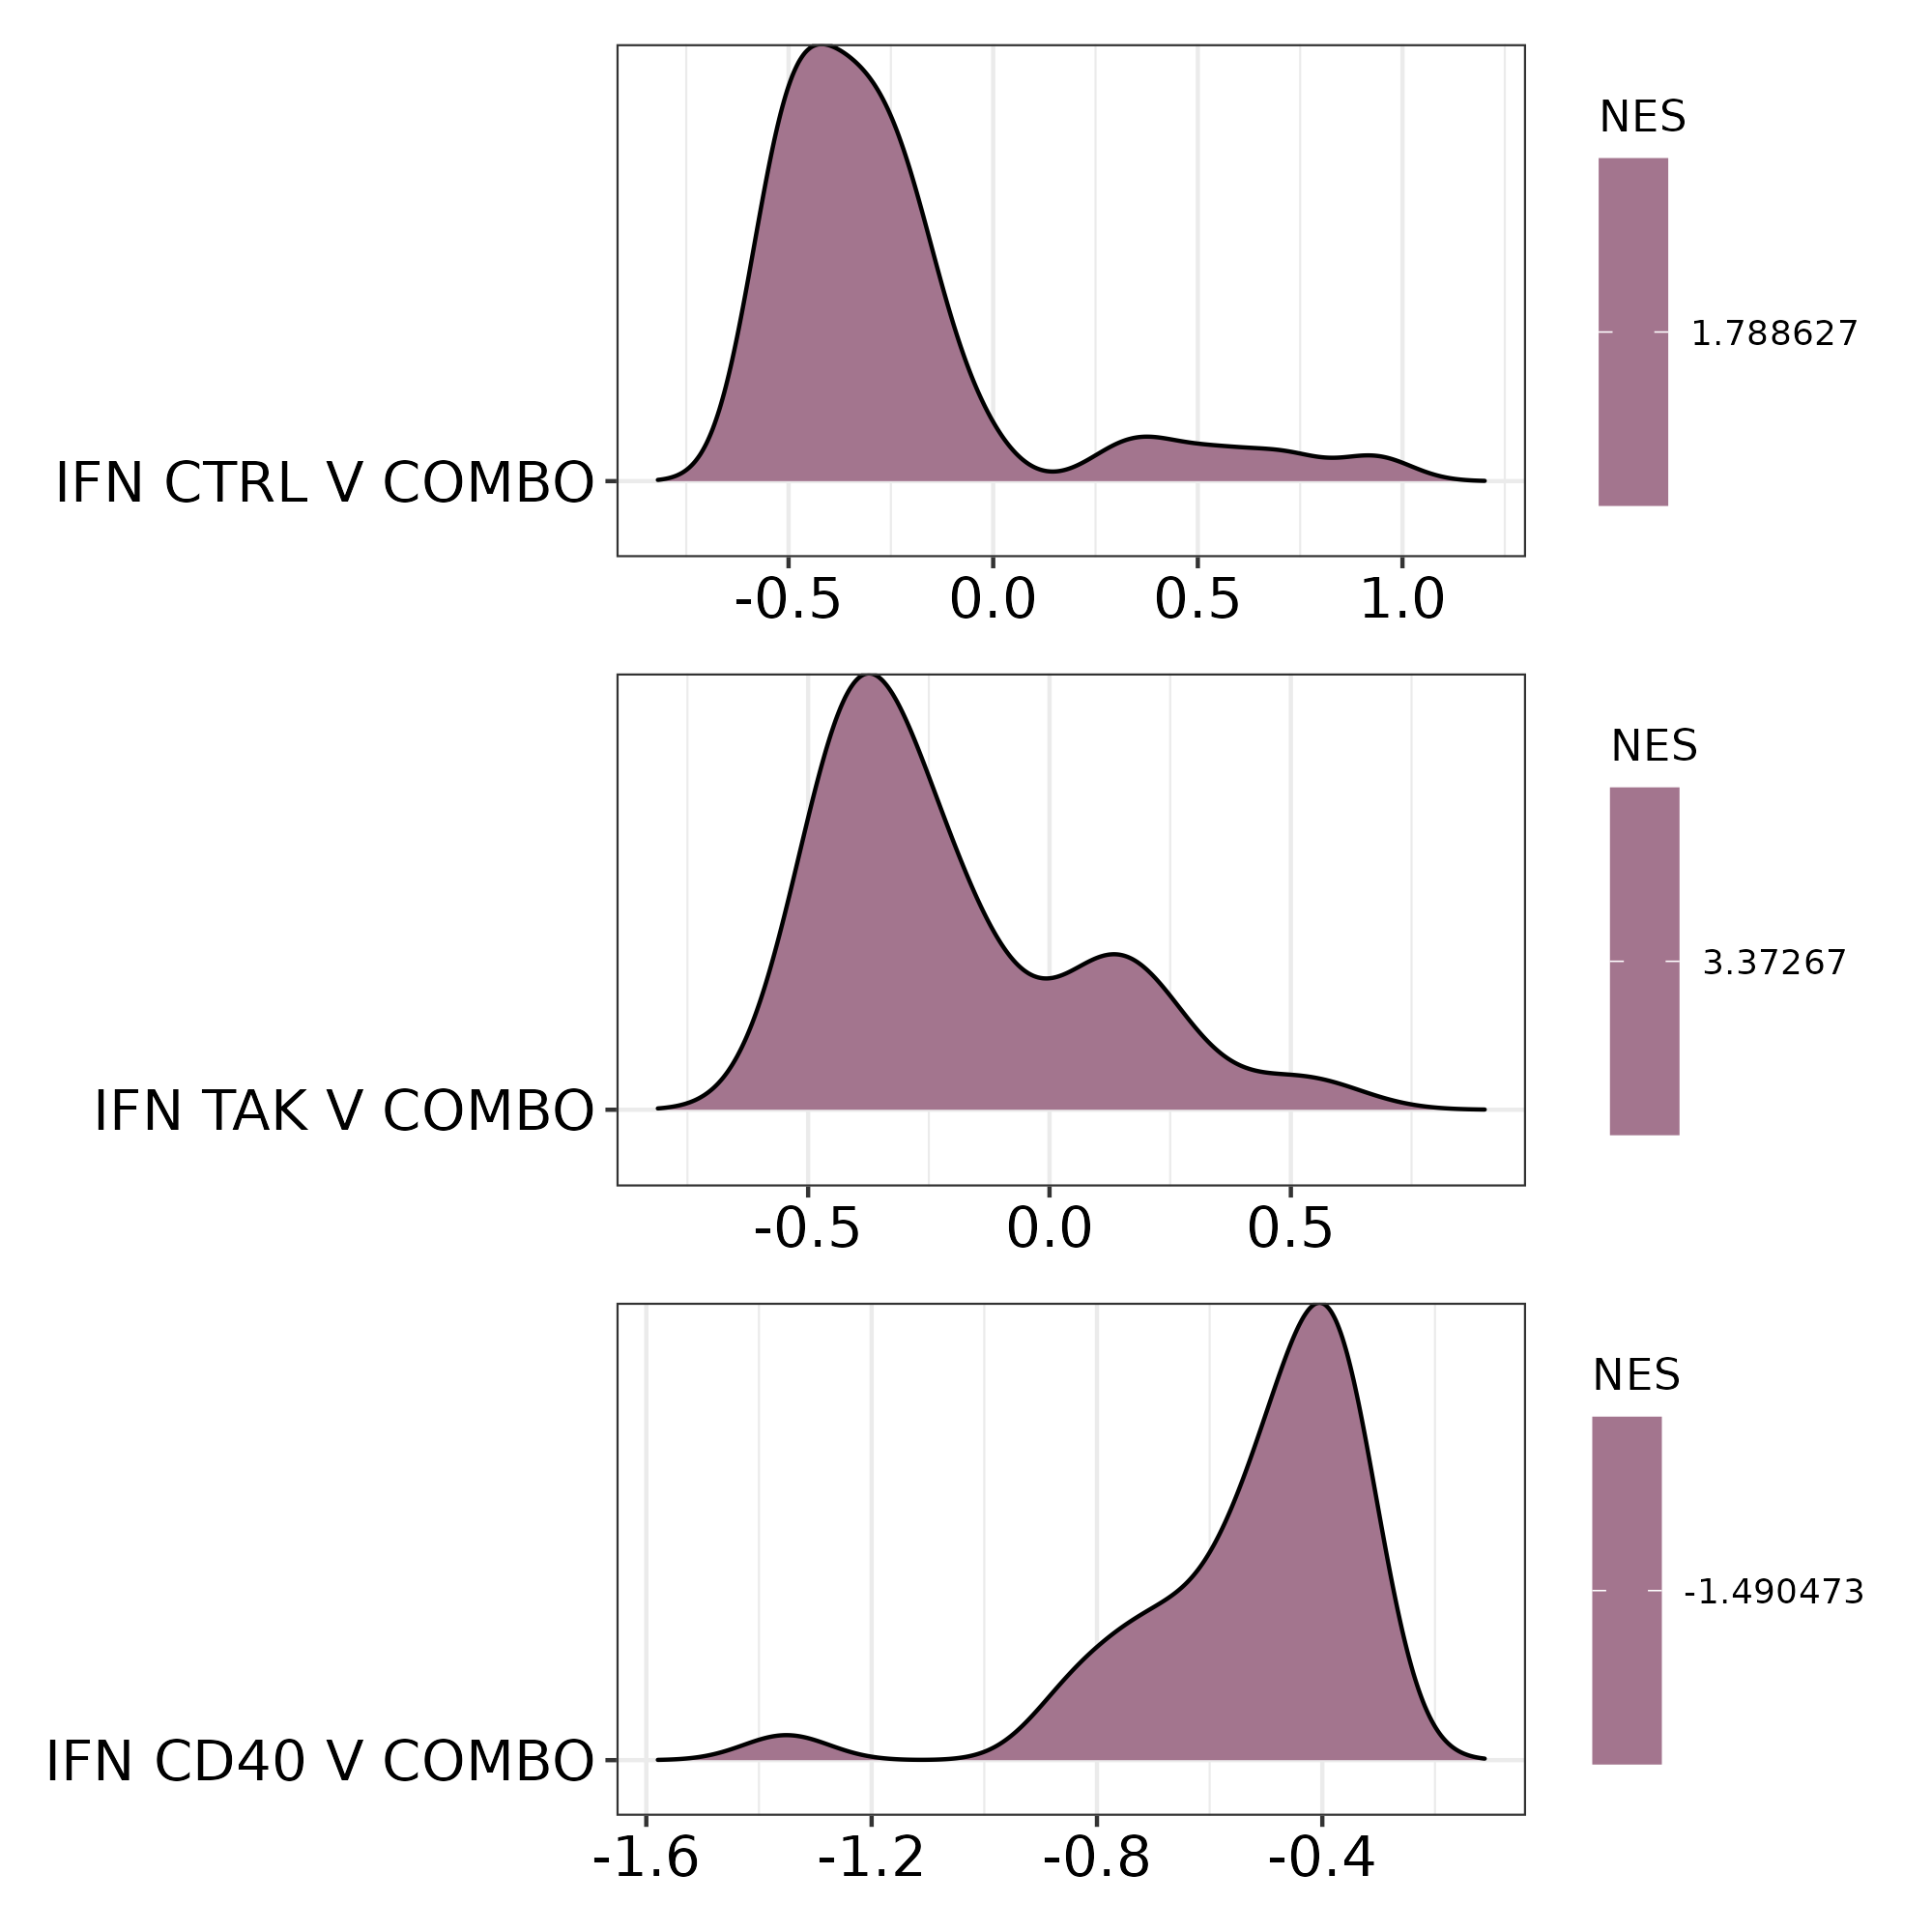 NES
1.788627
IFN CTRL V COMBO
-0.5 0.0 0.5 1.0
NES
3.37267
IFN TAK V COMBO
-0.5 0.0 0.5
NES
-1.490473
IFN CD40 V COMBO
-1.6 -1.2 -0.8 -0.4